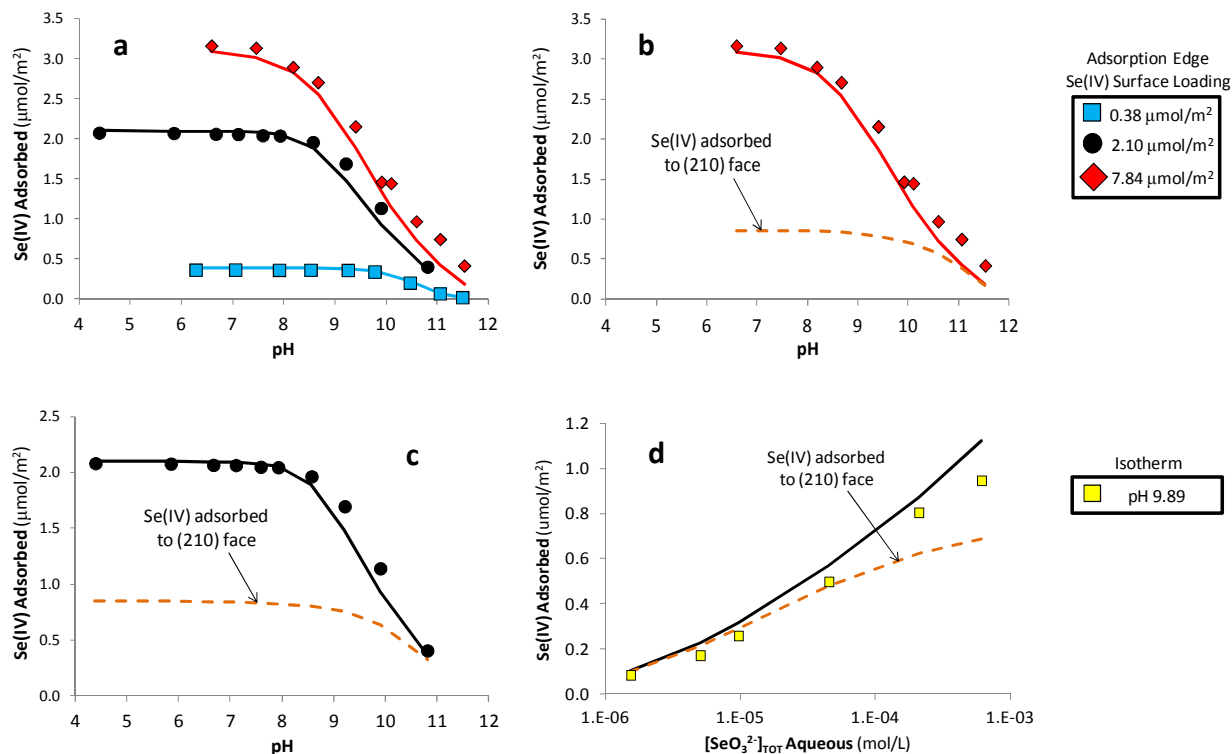 a
Se(IV) Adsorbed (μmol/m²)
3.5
3.0
2.5
2.0
1.5
1.0
0.5
0.0
4 5 6 7 8 9 10 11 12
pH
b
Se(IV) Adsorbed (μmol/m²)
3.5
3.0
2.5
2.0
1.5
1.0
0.5
0.0
Se(IV) adsorbed
to (210) face
4 5 6 7 8 9 10 11 12
pH
Adsorption Edge
Se(IV) Surface Loading
0.38 μmol/m²
2.10 μmol/m²
7.84 μmol/m²
c
Se(IV) Adsorbed (μmol/m²)
2.5
2.0
1.5
1.0
0.5
0.0
Se(IV) adsorbed
to (210) face
4 5 6 7 8 9 10 11 12
pH
d
Se(IV) Adsorbed (umol/m²)
1.2
1.0
0.8
0.6
0.4
0.2
0.0
Se(IV) adsorbed
to (210) face
1.E-06 1.E-05 1.E-04 1.E-03
[SeO₃²⁻]TOT Aqueous (mol/L)
Isotherm
pH 9.89